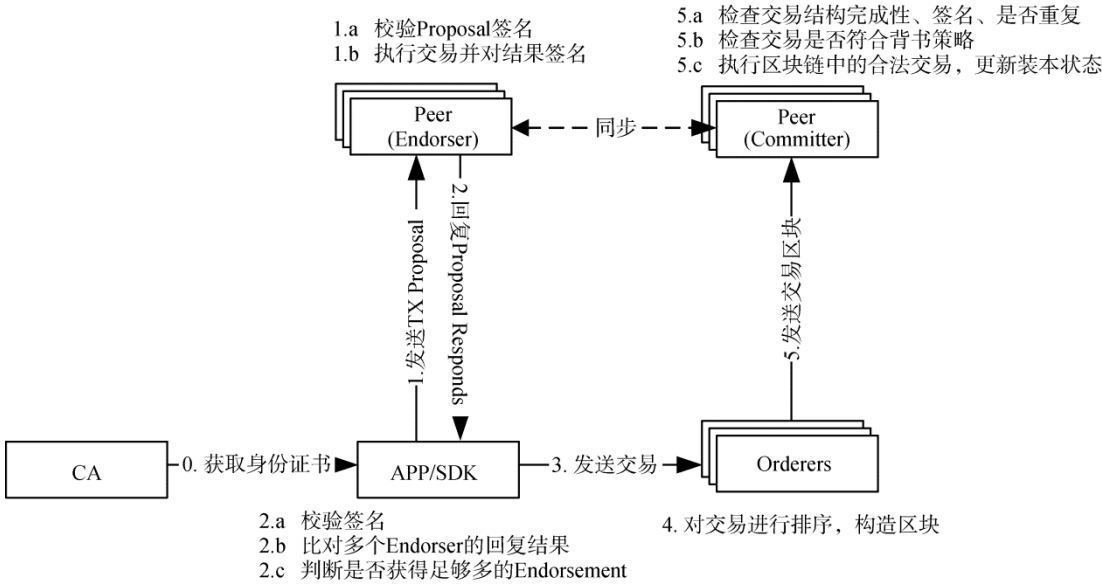 1.a 校验Proposal签名
1.b 执行交易并对结果签名
5.a 检查交易结构完成性、签名、是否重复
5.b 检查交易是否符合背书策略
5.c 执行区块链中的合法交易，更新装本状态
Peer
(Endorser)
同步
Peer
(Committer)
1.发送TX Proposal
2.回复Proposal Responds
5.发送交易区块
CA
0. 获取身份证书
APP/SDK
3. 发送交易
Orderers
2.a 校验签名
2.b 比对多个Endorser的回复结果
2.c 判断是否获得足够多的Endorsement
4. 对交易进行排序，构造区块